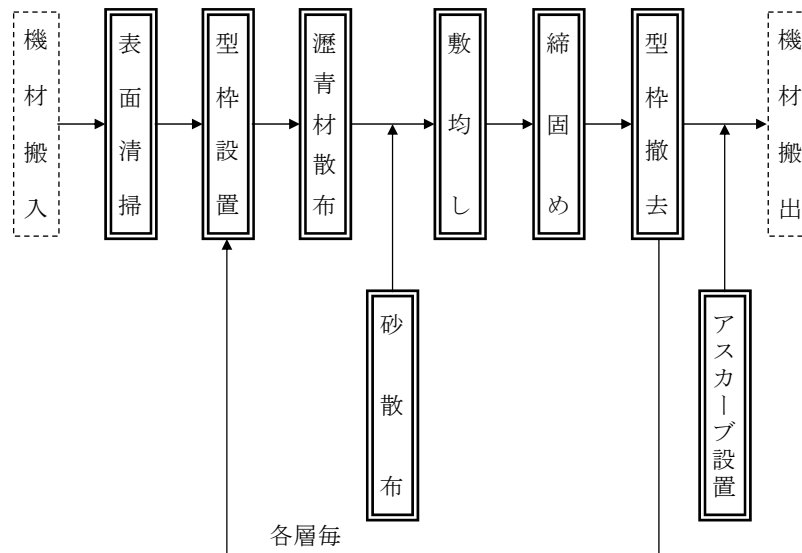 機材搬入
表面清掃
型枠設置
瀝青材散布
敷均し
締固め
型枠撤去
機材搬出
砂散布
アスカーブ設置
各層毎